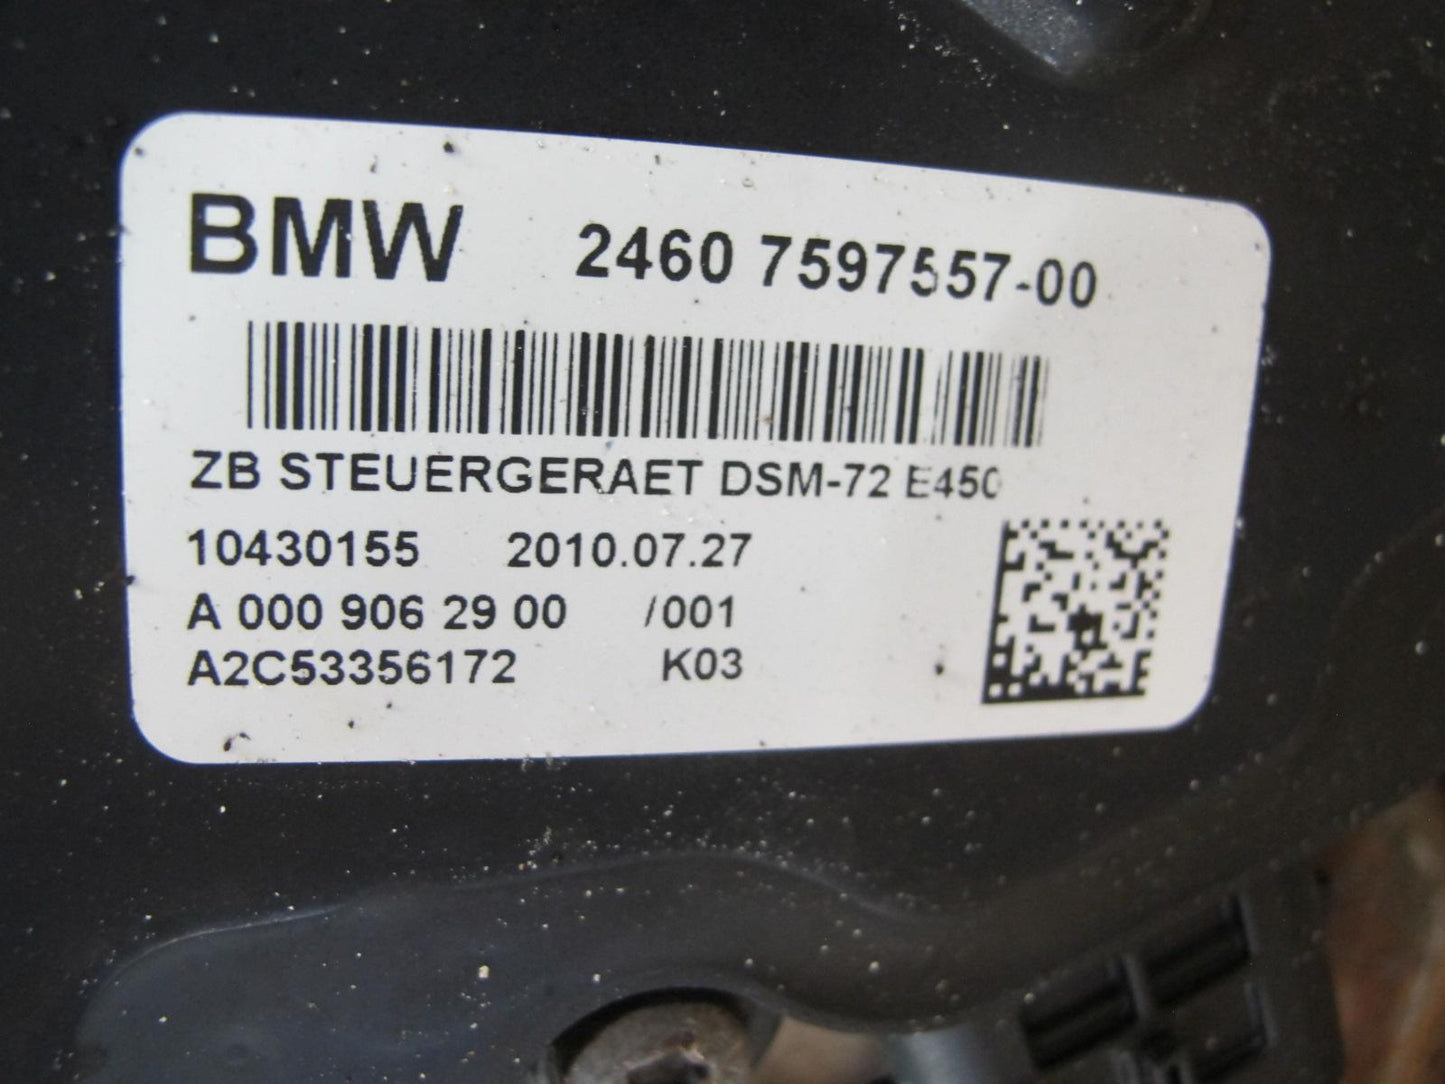 BMW 2460 7597557-00
ZB STEUERGERAET DSM-72 E450
10430155 2010.07.27
A 000 906 29 00 /001
A2C53356172 K03